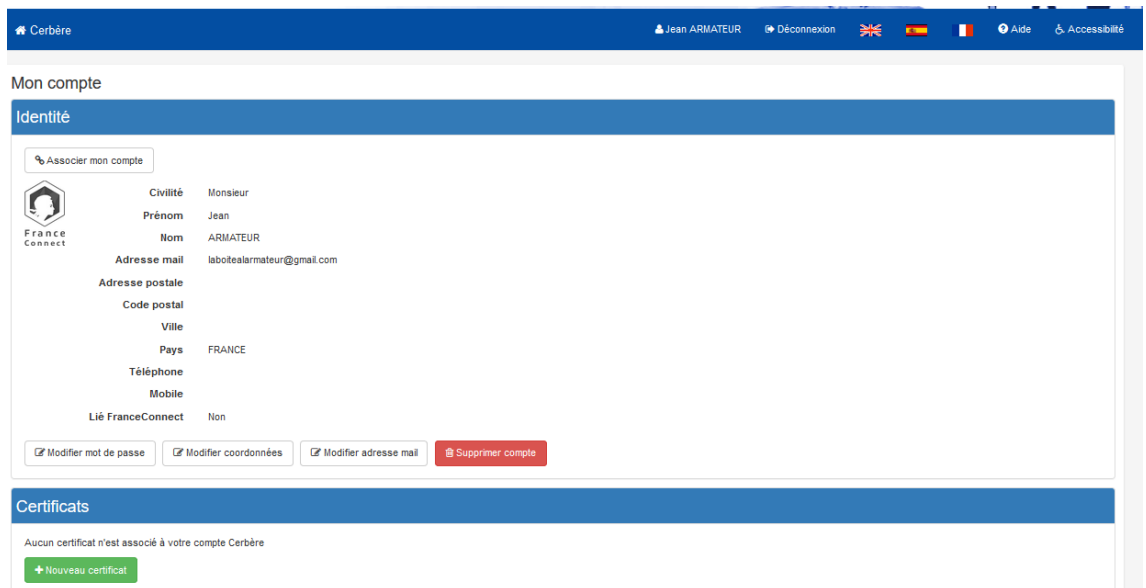 Cerbère Jean ARMATEUR Déconnexion Aide Accessibilité
Mon compte
Identité
Associer mon compte
France
Connect
Civilité Monsieur
Prénom Jean
Nom ARMATEUR
Adresse mail laboitealarmateur@gmail.com
Adresse postale
Code postal
Ville
Pays FRANCE
Téléphone
Mobile
Lié FranceConnect Non
Modifier mot de passe Modifier coordonnées Modifier adresse mail Supprimer compte
Certificats
Aucun certificat n'est associé à votre compte Cerbère
Nouveau certificat